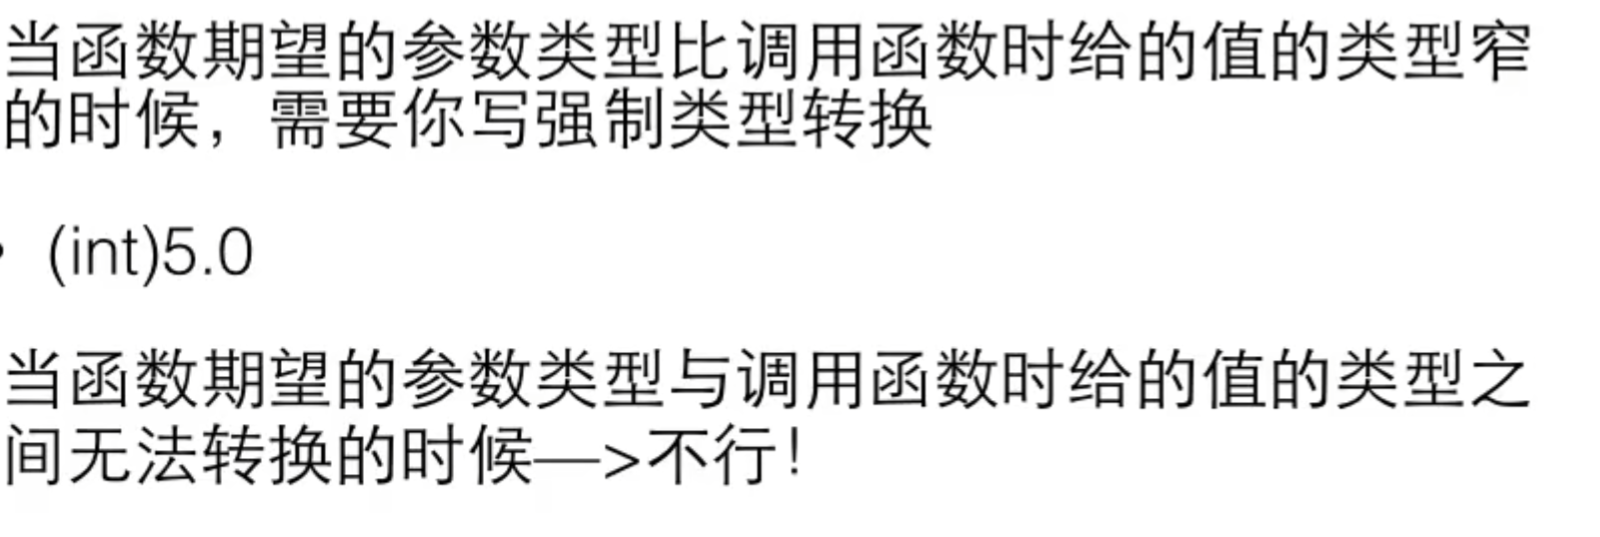 当函数期望的参数类型比调用函数时给的值的类型窄
的时候，需要你写强制类型转换
• (int)5.0
当函数期望的参数类型与调用函数时给的值的类型之
间无法转换的时候—>不行！